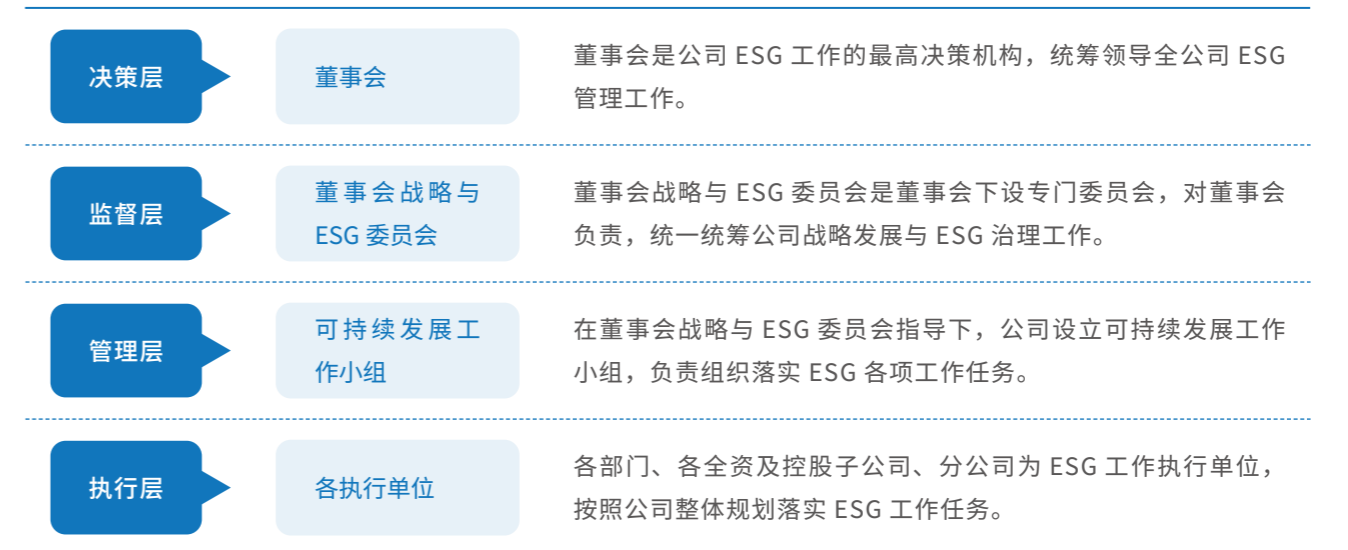 决策层
董事会
董事会是公司 ESG 工作的最高决策机构，统筹领导全公司 ESG
管理工作。
监督层
董事会战略与
ESG 委员会
董事会战略与 ESG 委员会是董事会下设专门委员会，对董事会
负责，统一统筹公司战略发展与 ESG 治理工作。
管理层
可持续发展工
作小组
在董事会战略与 ESG 委员会指导下，公司设立可持续发展工作
小组，负责组织落实 ESG 各项工作任务。
执行层
各执行单位
各部门、各全资及控股子公司、分公司为 ESG 工作执行单位，
按照公司整体规划落实 ESG 工作任务。